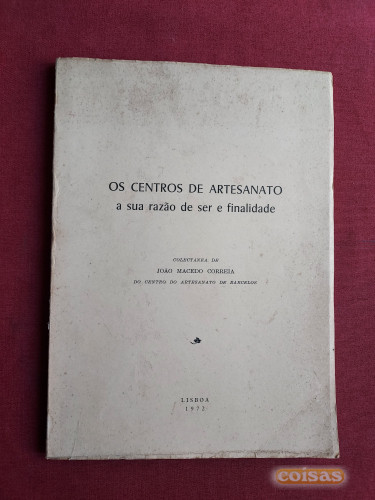 OS CENTROS DE ARTESANATO
a sua razão de ser e finalidade
COLECTÂNEA DE
JOÃO MACEDO CORREIA
DO CENTRO DO ARTESANATO DE BARCELOS
LISBOA
1972
coisas